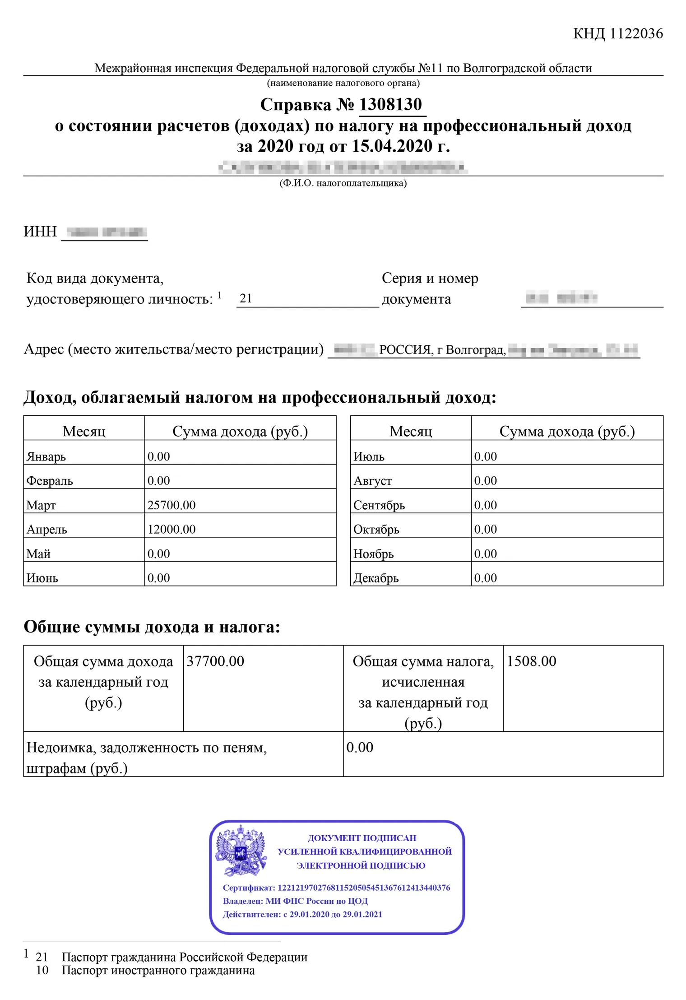 КНД 1122036
Межрайонная инспекция Федеральной налоговой службы №11 по Волгоградской области
(наименование налогового органа)
Справка № 1308130
о состоянии расчетов (доходах) по налогу на профессиональный доход
за 2020 год от 15.04.2020 г.
(Ф.И.О. налогоплательщика)
ИНН
Код вида документа,
удостоверяющего личность: 1 21
Серия и номер
документа
Адрес (место жительства/место регистрации) РОССИЯ, г Волгоград,
Доход, облагаемый налогом на профессиональный доход:
Месяц Сумма дохода (руб.) Месяц Сумма дохода (руб.)
Январь 0.00 Июль 0.00
Февраль 0.00 Август 0.00
Март 25700.00 Сентябрь 0.00
Апрель 12000.00 Октябрь 0.00
Май 0.00 Ноябрь 0.00
Июнь 0.00 Декабрь 0.00
Общие суммы дохода и налога:
Общая сумма дохода
за календарный год
(руб.)
37700.00
Общая сумма налога,
исчисленная
за календарный год
(руб.)
1508.00
Недоимка, задолженность по пеням,
штрафам (руб.)
0.00
ДОКУМЕНТ ПОДПИСАН
УСИЛЕННОЙ КВАЛИФИЦИРОВАННОЙ
ЭЛЕКТРОННОЙ ПОДПИСЬЮ
Сертификат: 122121970276811520505451367612413440376
Владелец: МИ ФНС России по ЦОД
Действителен: с 29.01.2020 до 29.01.2021
1 21 Паспорт гражданина Российской Федерации
10 Паспорт иностранного гражданина